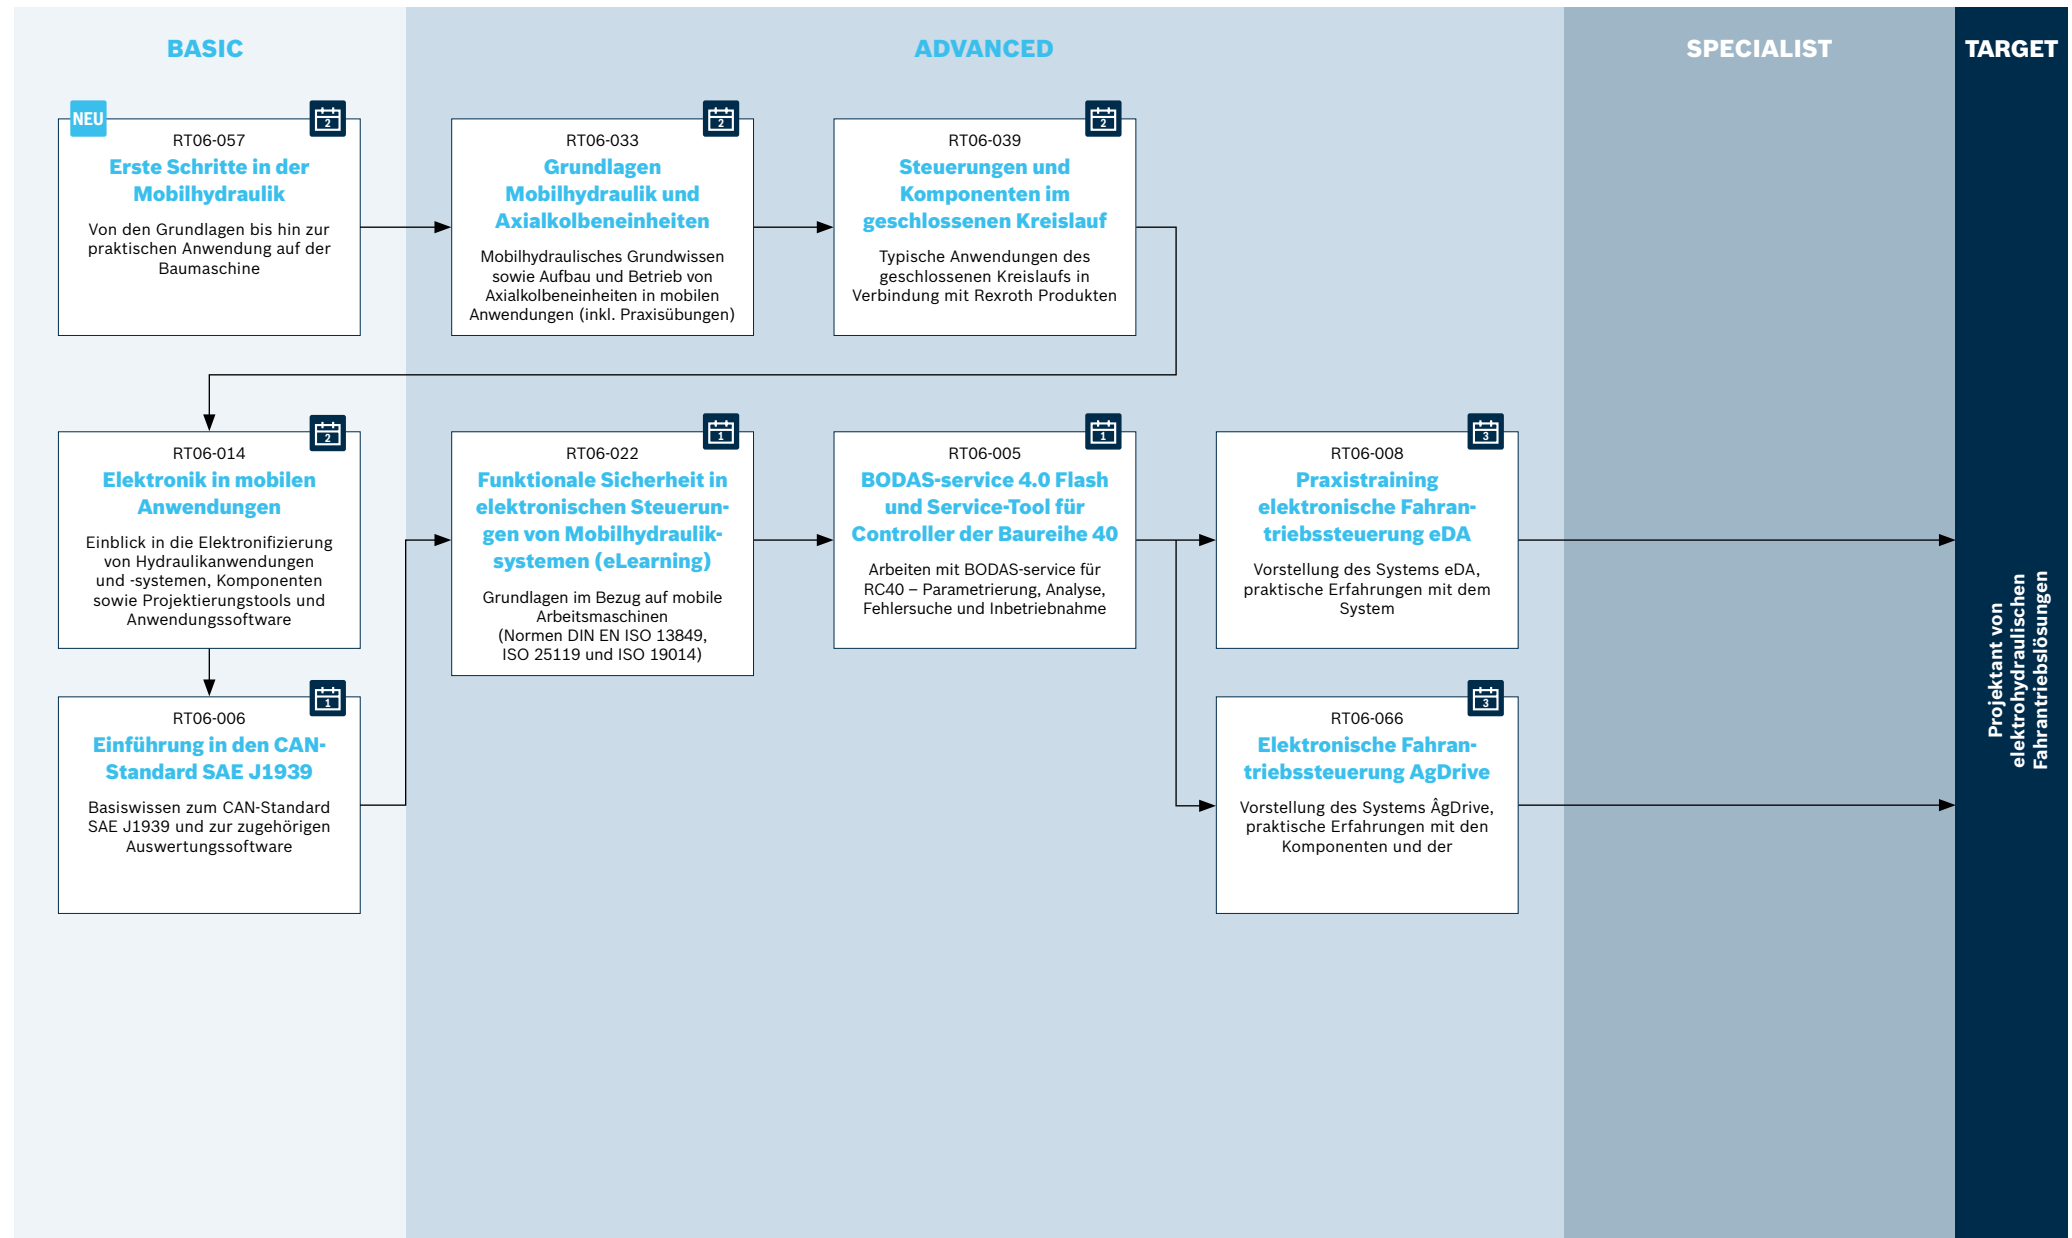 BASIC
ADVANCED
SPECIALIST
TARGET
NEU
2
RT06-057
Erste Schritte in der
Mobilhydraulik
Von den Grundlagen bis hin zur
praktischen Anwendung auf der
Baumaschine
2
RT06-033
Grundlagen
Mobilhydraulik und
Axialkolbeneinheiten
Mobilhydraulisches Grundwissen
sowie Aufbau und Betrieb von
Axialkolbeneinheiten in mobilen
Anwendungen (inkl. Praxisübungen)
2
RT06-039
Steuerungen und
Komponenten im
geschlossenen Kreislauf
Typische Anwendungen des
geschlossenen Kreislaufs in
Verbindung mit Rexroth Produkten
2
RT06-014
Elektronik in mobilen
Anwendungen
Einblick in die Elektronifizierung
von Hydraulikanwendungen
und -systemen, Komponenten
sowie Projektierungstools und
Anwendungssoftware
1
RT06-022
Funktionale Sicherheit in
elektronischen Steuerun-
gen von Mobilhydraulik-
systemen (eLearning)
Grundlagen im Bezug auf mobile
Arbeitsmaschinen
(Normen DIN EN ISO 13849,
ISO 25119 und ISO 19014)
1
RT06-005
BODAS-service 4.0 Flash
und Service-Tool für
Controller der Baureihe 40
Arbeiten mit BODAS-service für
RC40 – Parametrierung, Analyse,
Fehlersuche und Inbetriebnahme
3
RT06-008
Praxistraining
elektronische Fahran-
triebssteuerung eDA
Vorstellung des Systems eDA,
praktische Erfahrungen mit dem
System
1
RT06-006
Einführung in den CAN-
Standard SAE J1939
Basiswissen zum CAN-Standard
SAE J1939 und zur zugehörigen
Auswertungssoftware
3
RT06-066
Elektronische Fahran-
triebssteuerung AgDrive
Vorstellung des Systems ÂgDrive,
praktische Erfahrungen mit den
Komponenten und der
Projektant von
elektrohydraulischen
Fahrantriebslösungen